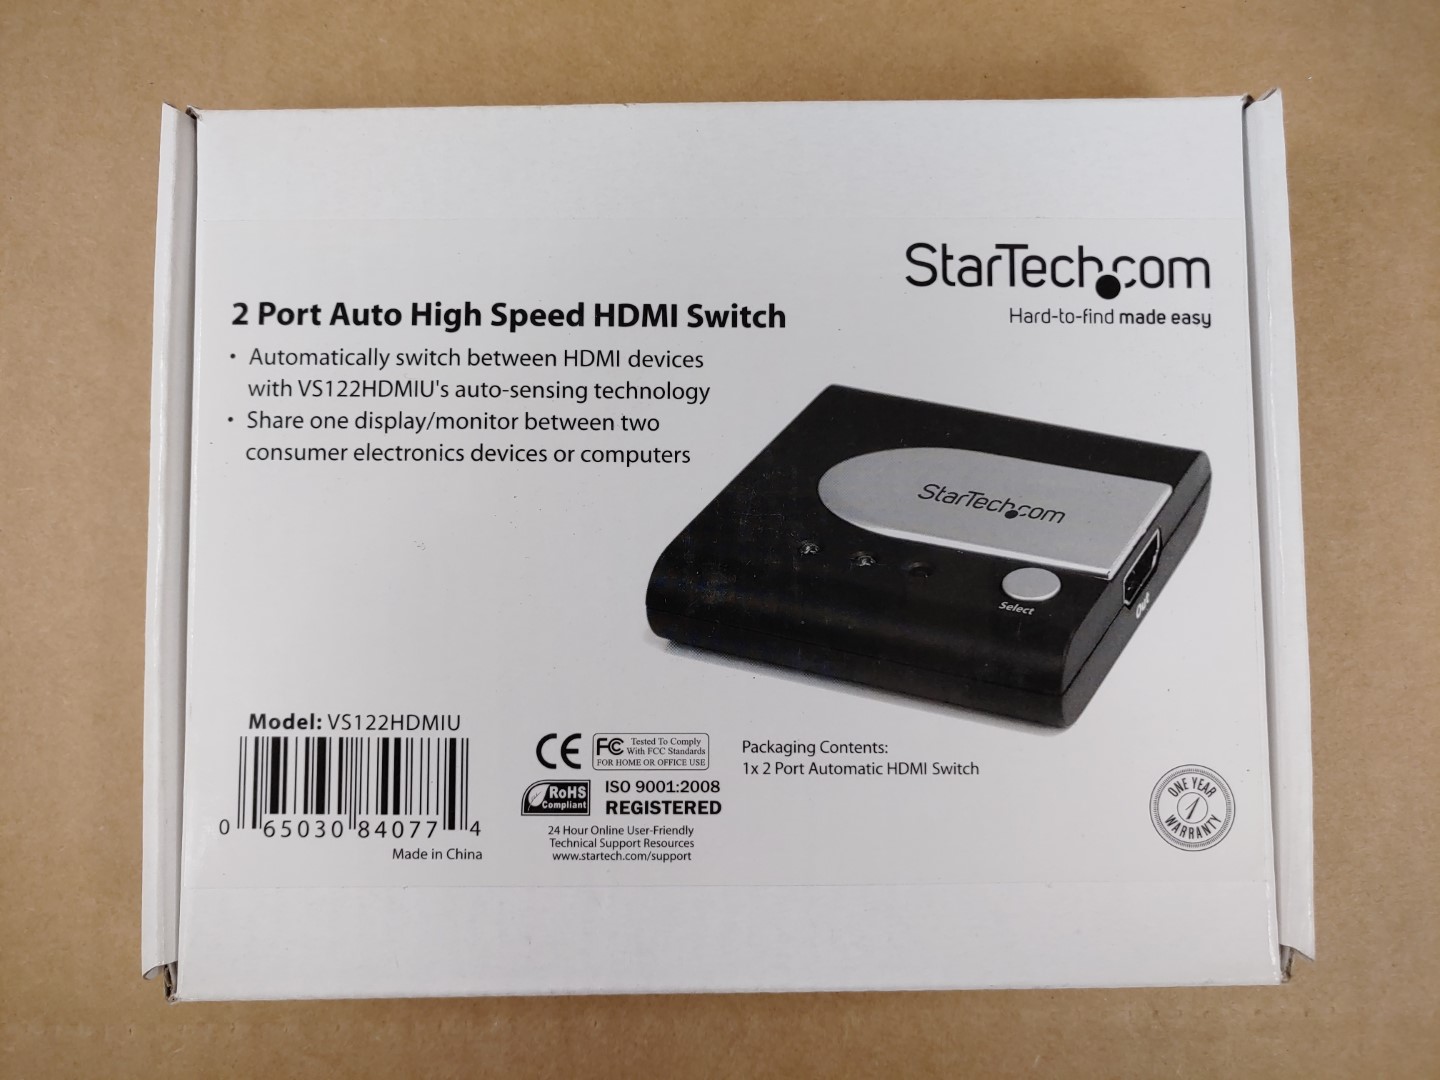 StarTech.com
Hard-to-find made easy
2 Port Auto High Speed HDMI Switch
• Automatically switch between HDMI devices
with VS122HDMIU's auto-sensing technology
• Share one display/monitor between two
consumer electronics devices or computers
StarTech.com
Select
Out
Model: VS122HDMIU
0 65030 84077 4
Made in China
CE
FC Tested To Comply
With FCC Standards
FOR HOME OR OFFICE USE
RoHS
Compliant
ISO 9001:2008
REGISTERED
24 Hour Online User-Friendly
Technical Support Resources
www.startech.com/support
Packaging Contents:
1x 2 Port Automatic HDMI Switch
ONE YEAR
1
WARRANTY